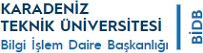 KARADENİZ
TEKNİK ÜNİVERSİTESİ
Bilgi İşlem Daire Başkanlığı
BİDB